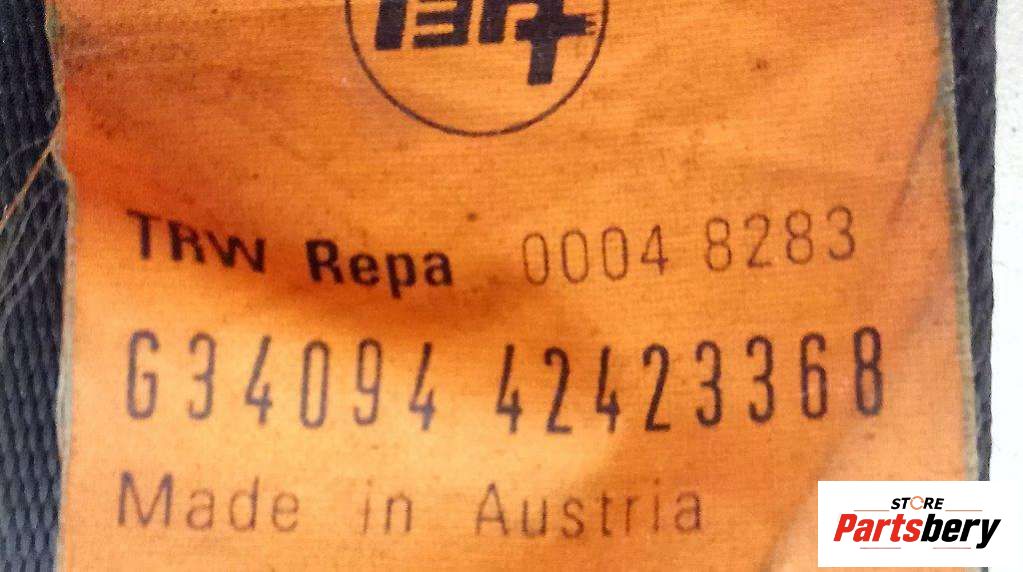 TRW Repa 0004 8283
G34094 42423368
Made in Austria
STORE
Partsbery